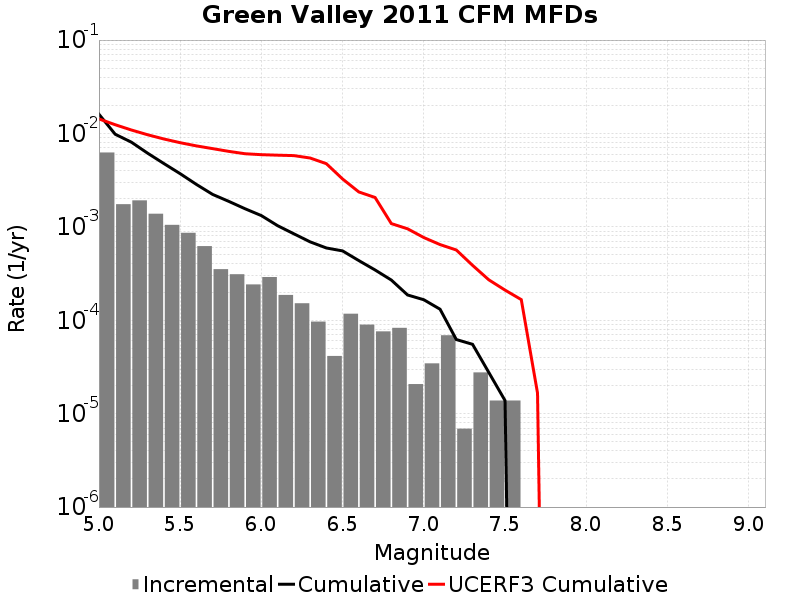 Green Valley 2011 CFM MFDs
10-1
10-2
10-3
10-4
10-5
10-6
Rate (1/yr)
5.0 5.5 6.0 6.5 7.0 7.5 8.0 8.5 9.0
Magnitude
Incremental Cumulative UCERF3 Cumulative